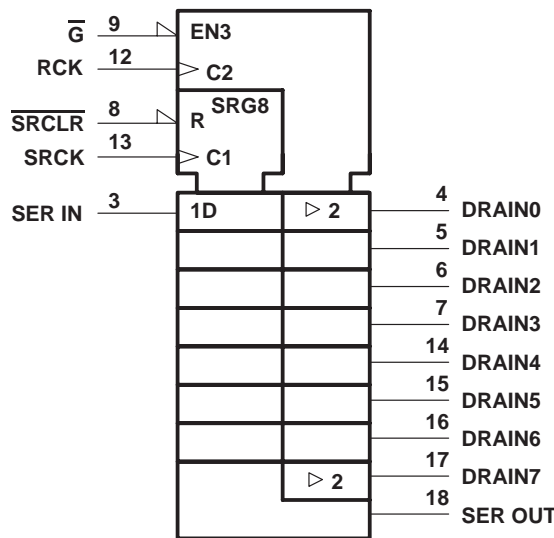 G 9 EN3
RCK 12 C2
SRG8
SRCLR 8 R
SRCK 13 C1
SER IN 3 1D 2 4 DRAIN0
5 DRAIN1
6 DRAIN2
7 DRAIN3
14 DRAIN4
15 DRAIN5
16 DRAIN6
2 17 DRAIN7
18 SER OUT